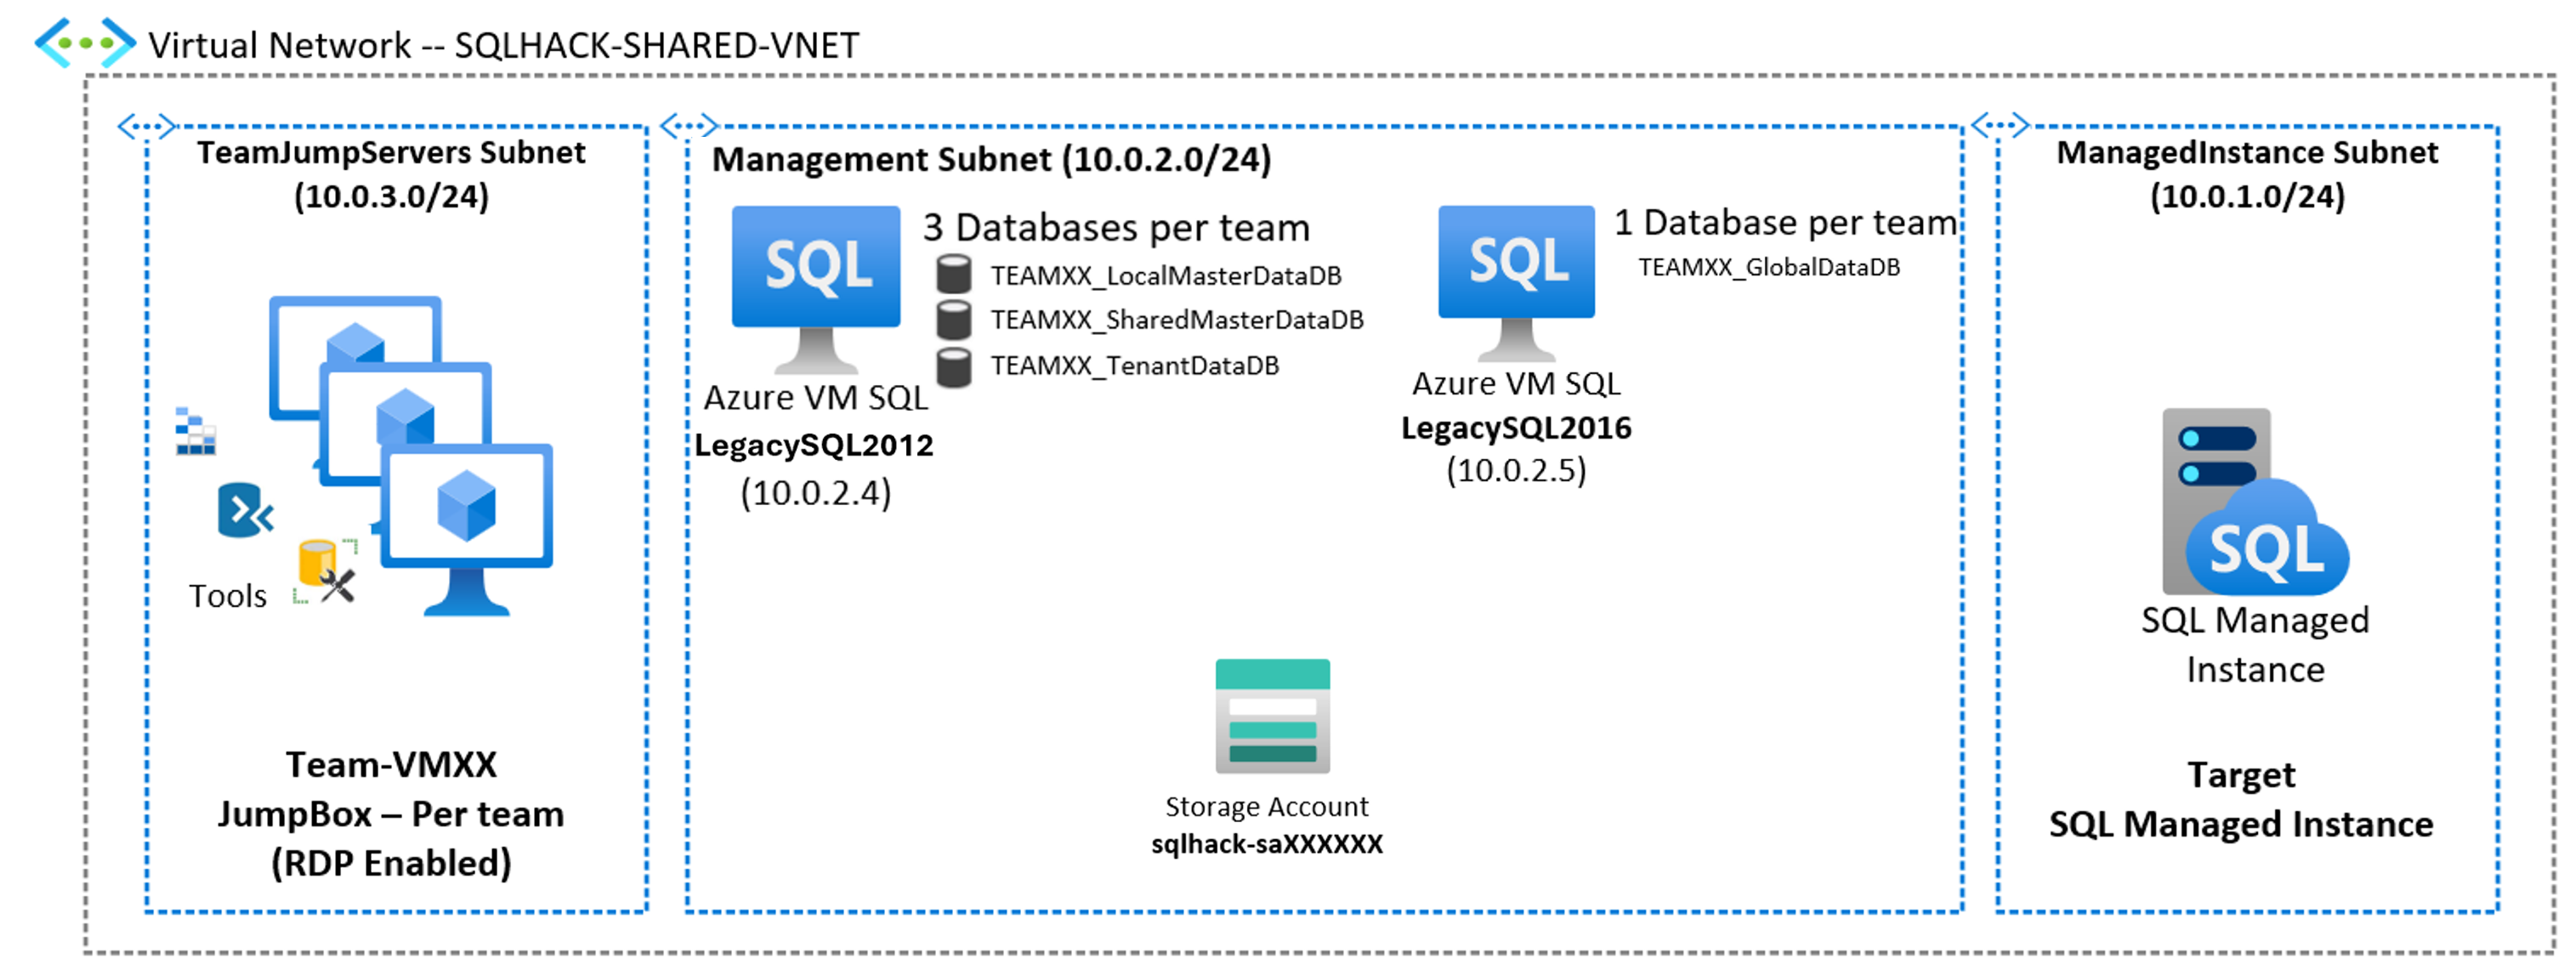 Virtual Network -- SQLHACK-SHARED-VNET
TeamJumpServers Subnet
(10.0.3.0/24)
Tools
Team-VMXX
JumpBox – Per team
(RDP Enabled)
Management Subnet (10.0.2.0/24)
SQL
3 Databases per team
TEAMXX_LocalMasterDataDB
TEAMXX_SharedMasterDataDB
TEAMXX_TenantDataDB
Azure VM SQL
LegacySQL2012
(10.0.2.4)
SQL
1 Database per team
TEAMXX_GlobalDataDB
Azure VM SQL
LegacySQL2016
(10.0.2.5)
Storage Account
sqlhack-saXXXXXX
ManagedInstance Subnet
(10.0.1.0/24)
SQL
SQL Managed
Instance
Target
SQL Managed Instance